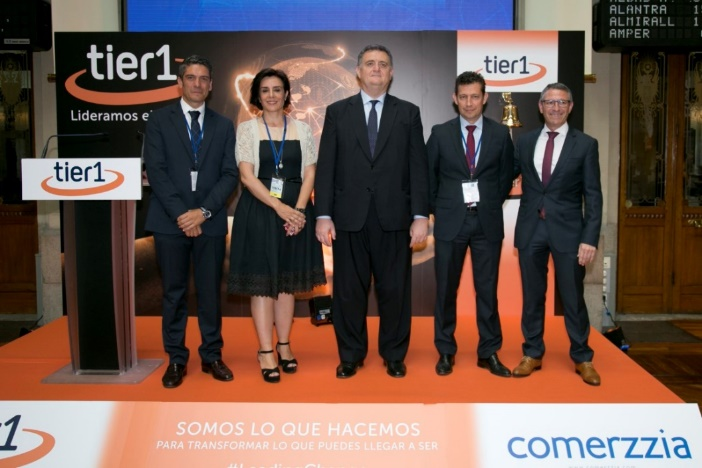 ALANTRA
ALMIRALL
AMPER
tier1
Lideramos el
tier1
tier1
tier1
SOMOS LO QUE HACEMOS
PARA TRANSFORMAR LO QUE PUEDES LLEGAR A SER
comerzzia